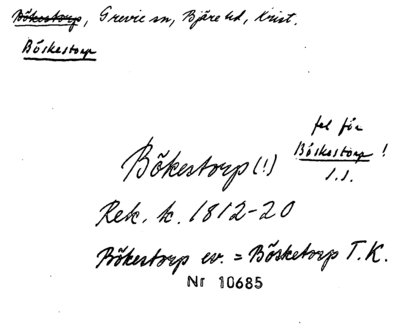 Bökestorp, Grevie sn, Bjäre hd, Krist.
Böskestorp
fel för
Böskestorp !
l.s.
Bökestorp (!)
Rek. k. 1812-20
Bökestorp ev. = Bösketorp T.K.
Nr 10685